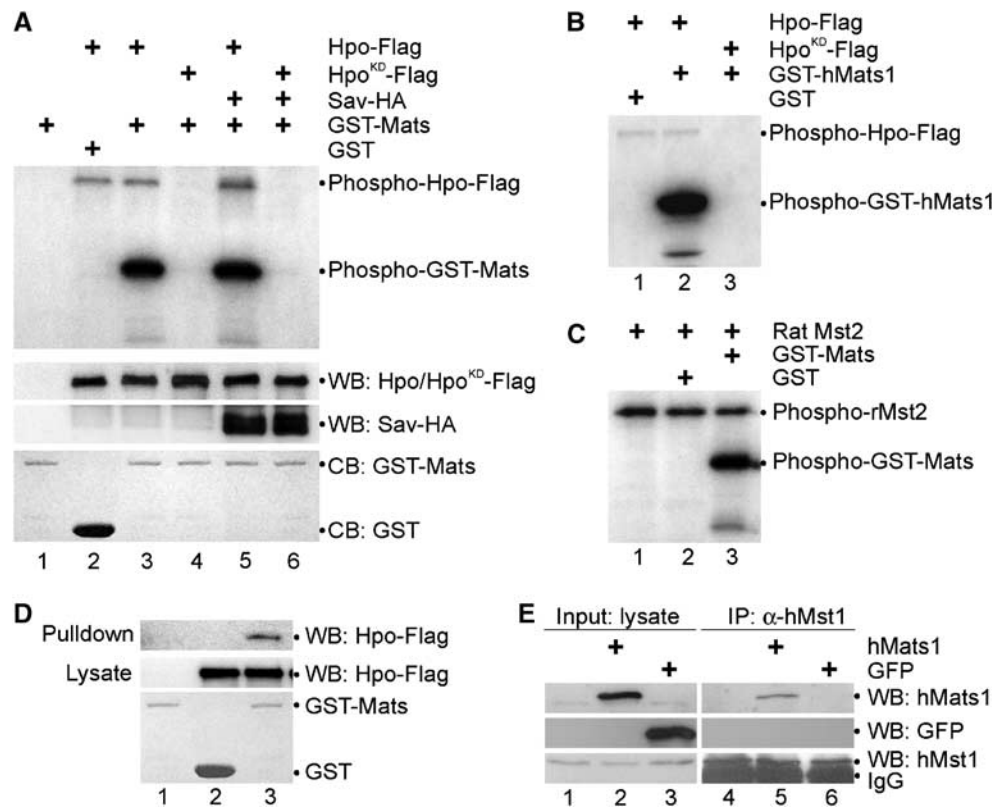 A
+ + + Hpo-Flag
+ + Hpo^KD-Flag
+ + Sav-HA
+ + + + + GST-Mats
+ GST
Phospho-Hpo-Flag
Phospho-GST-Mats
WB: Hpo/Hpo^KD-Flag
WB: Sav-HA
CB: GST-Mats
CB: GST
1 2 3 4 5 6
B
+ + Hpo-Flag
+ Hpo^KD-Flag
+ + GST-hMats1
+ GST
Phospho-Hpo-Flag
Phospho-GST-hMats1
1 2 3
C
+ + + Rat Mst2
+ GST-Mats
+ GST
Phospho-rMst2
Phospho-GST-Mats
1 2 3
D
Pulldown WB: Hpo-Flag
Lysate WB: Hpo-Flag
GST-Mats
GST
1 2 3
E
Input: lysate IP: α-hMst1
+ + hMats1
+ + GFP
WB: hMats1
WB: GFP
WB: hMst1
IgG
1 2 3 4 5 6